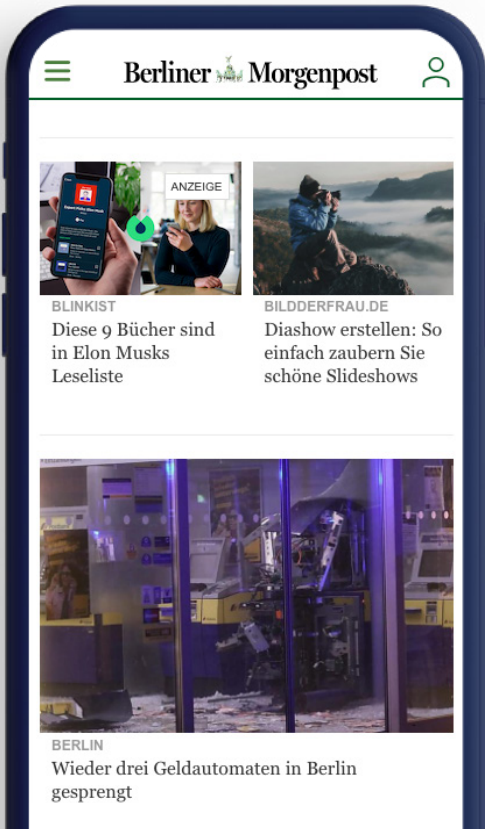 Berliner Morgenpost
ANZEIGE
BLINKIST
Diese 9 Bücher sind
in Elon Musks
Leseliste
BILDDERFRAU.DE
Diashow erstellen: So
einfach zaubern Sie
schöne Slideshows
BERLIN
Wieder drei Geldautomaten in Berlin
gesprengt